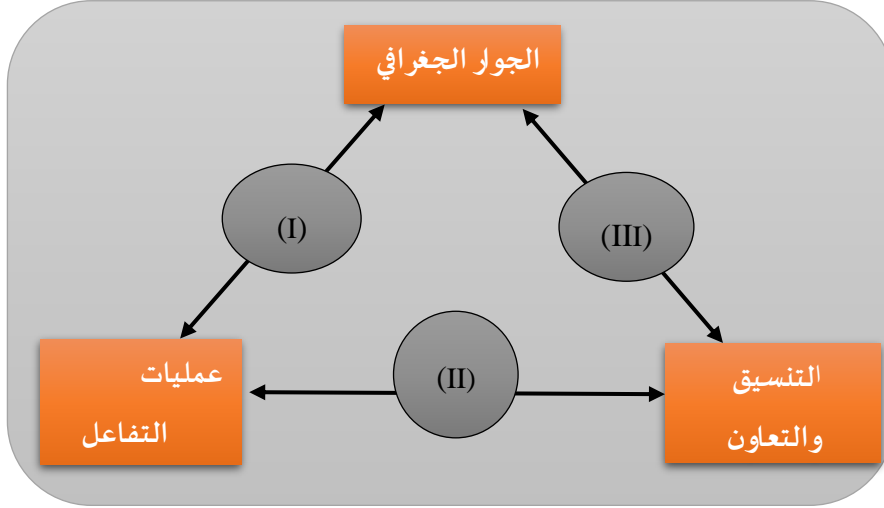 الجوار الجغرافي
(I)
(III)
عمليات
التفاعل
(II)
التنسيق
والتعاون